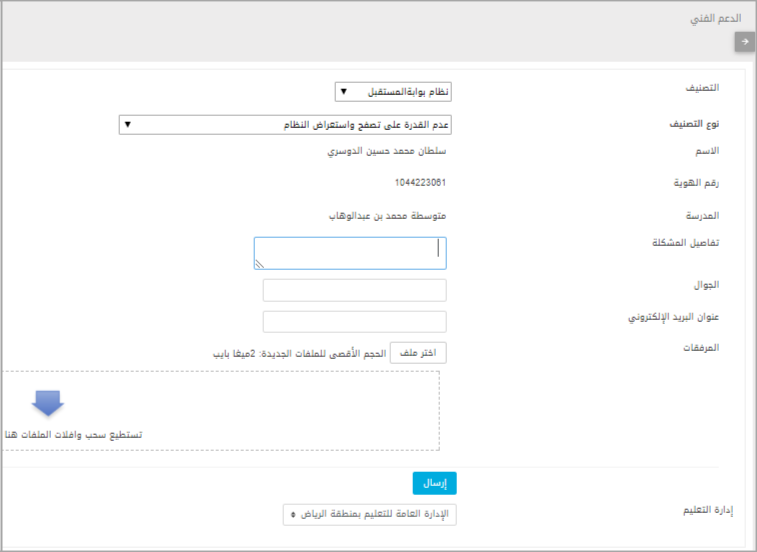 الدعم الفني
التصنيف
نظام بوابةالمستقبل
نوع التصنيف
عدم القدرة على تصفح واستعراض النظام
الاسم
سلطان محمد حسين الدوسري
رقم الهوية
1044223061
المدرسة
متوسطة محمد بن عبدالوهاب
تفاصيل المشكلة
الجوال
عنوان البريد الإلكتروني
المرفقات
اختر ملف الحجم الأقصى للملفات الجديدة: 2ميغا بايب
تستطيع سحب وافلات الملفات هنا
إرسال
إدارة التعليم
الإدارة العامة للتعليم بمنطقة الرياض